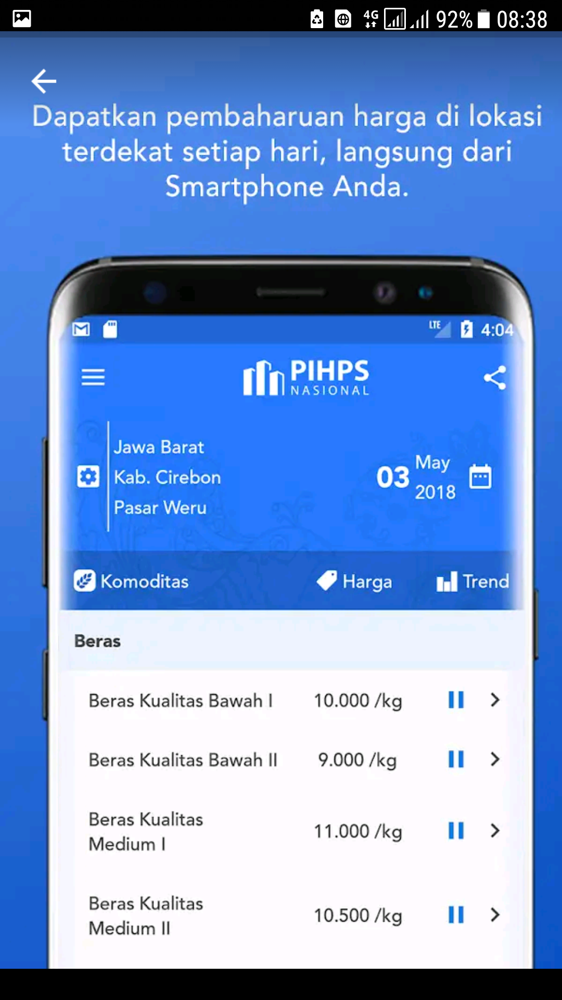 4G 92% 08:38
Dapatkan pembaharuan harga di lokasi
terdekat setiap hari, langsung dari
Smartphone Anda.
LTE 4:04
PIHPS
NASIONAL
Jawa Barat
Kab. Cirebon
Pasar Weru
03 May
2018
Komoditas Harga Trend
Beras
Beras Kualitas Bawah I 10.000 /kg
Beras Kualitas Bawah II 9.000 /kg
Beras Kualitas
Medium I 11.000 /kg
Beras Kualitas
Medium II 10.500 /kg